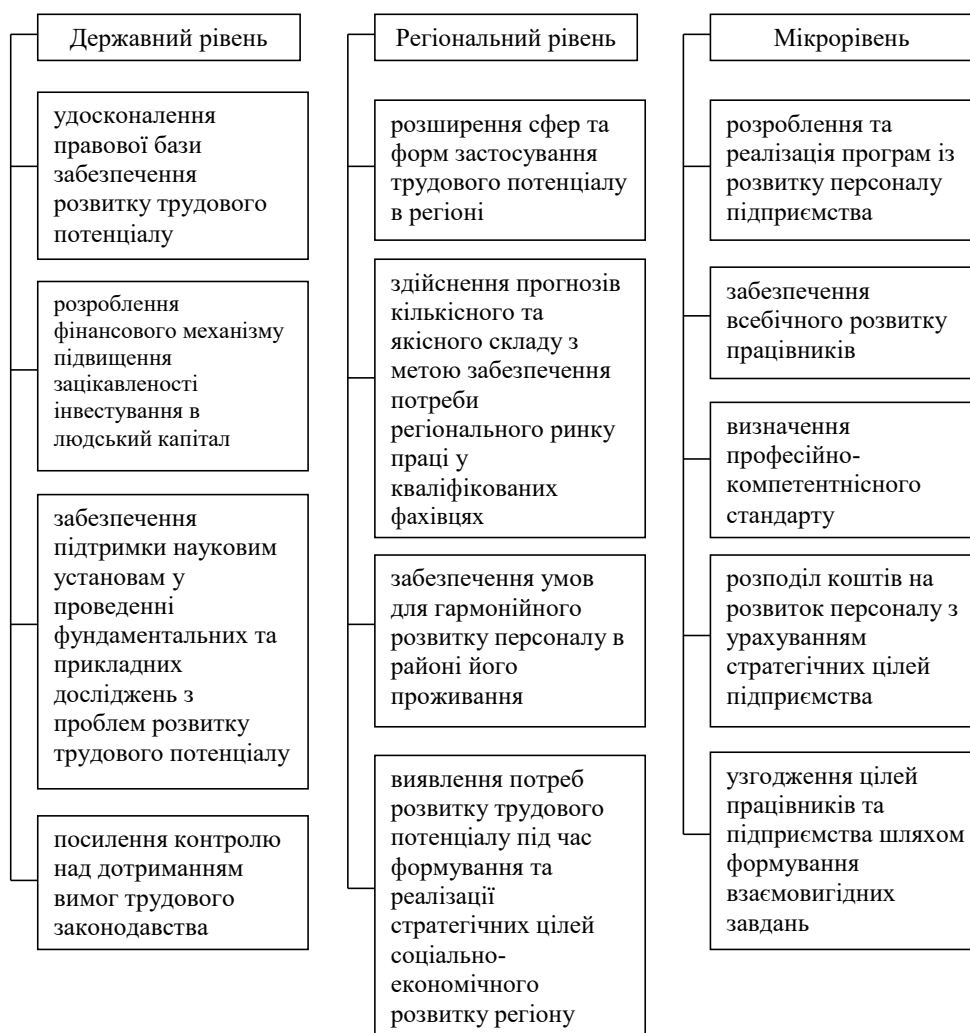 Державний рівень
удосконалення
правової бази
забезпечення
розвитку трудового
потенціалу
розроблення
фінансового механізму
підвищення
зацікавленості
інвестування в
людський капітал
забезпечення
підтримки науковим
установам у
проведенні
фундаментальних та
прикладних
досліджень з
проблем розвитку
трудового потенціалу
посилення контролю
над дотриманням
вимог трудового
законодавства
Регіональний рівень
розширення сфер та
форм застосування
трудового потенціалу
в регіоні
здійснення прогнозів
кількісного та
якісного складу з
метою забезпечення
потреби
регіонального ринку
праці у
кваліфікованих
фахівцях
забезпечення умов
для гармонійного
розвитку персоналу в
районі його
проживання
виявлення потреб
розвитку трудового
потенціалу під час
формування та
реалізації
стратегічних цілей
соціально-
економічного
розвитку регіону
Мікрорівень
розроблення та
реалізація програм із
розвитку персоналу
підприємства
забезпечення
всебічного розвитку
працівників
визначення
професійно-
компетентнісного
стандарту
розподіл коштів на
розвиток персоналу з
урахуванням
стратегічних цілей
підприємства
узгодження цілей
працівників та
підприємства шляхом
формування
взаємовигідних
завдань